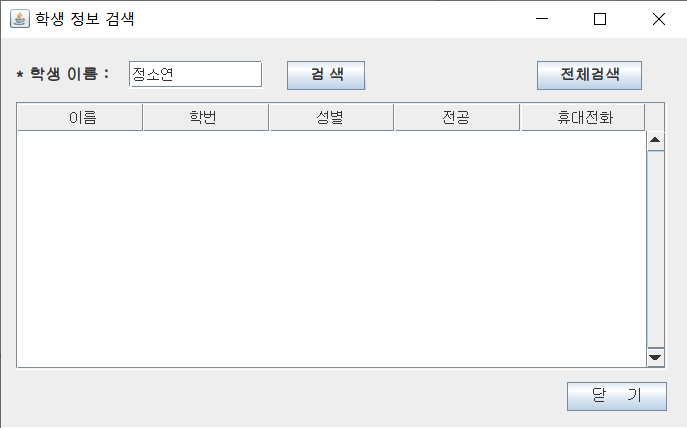 학생 정보 검색
* 학생 이름 : 정소연 검 색 전체검색
이름 학번 성별 전공 휴대전화
닫 기